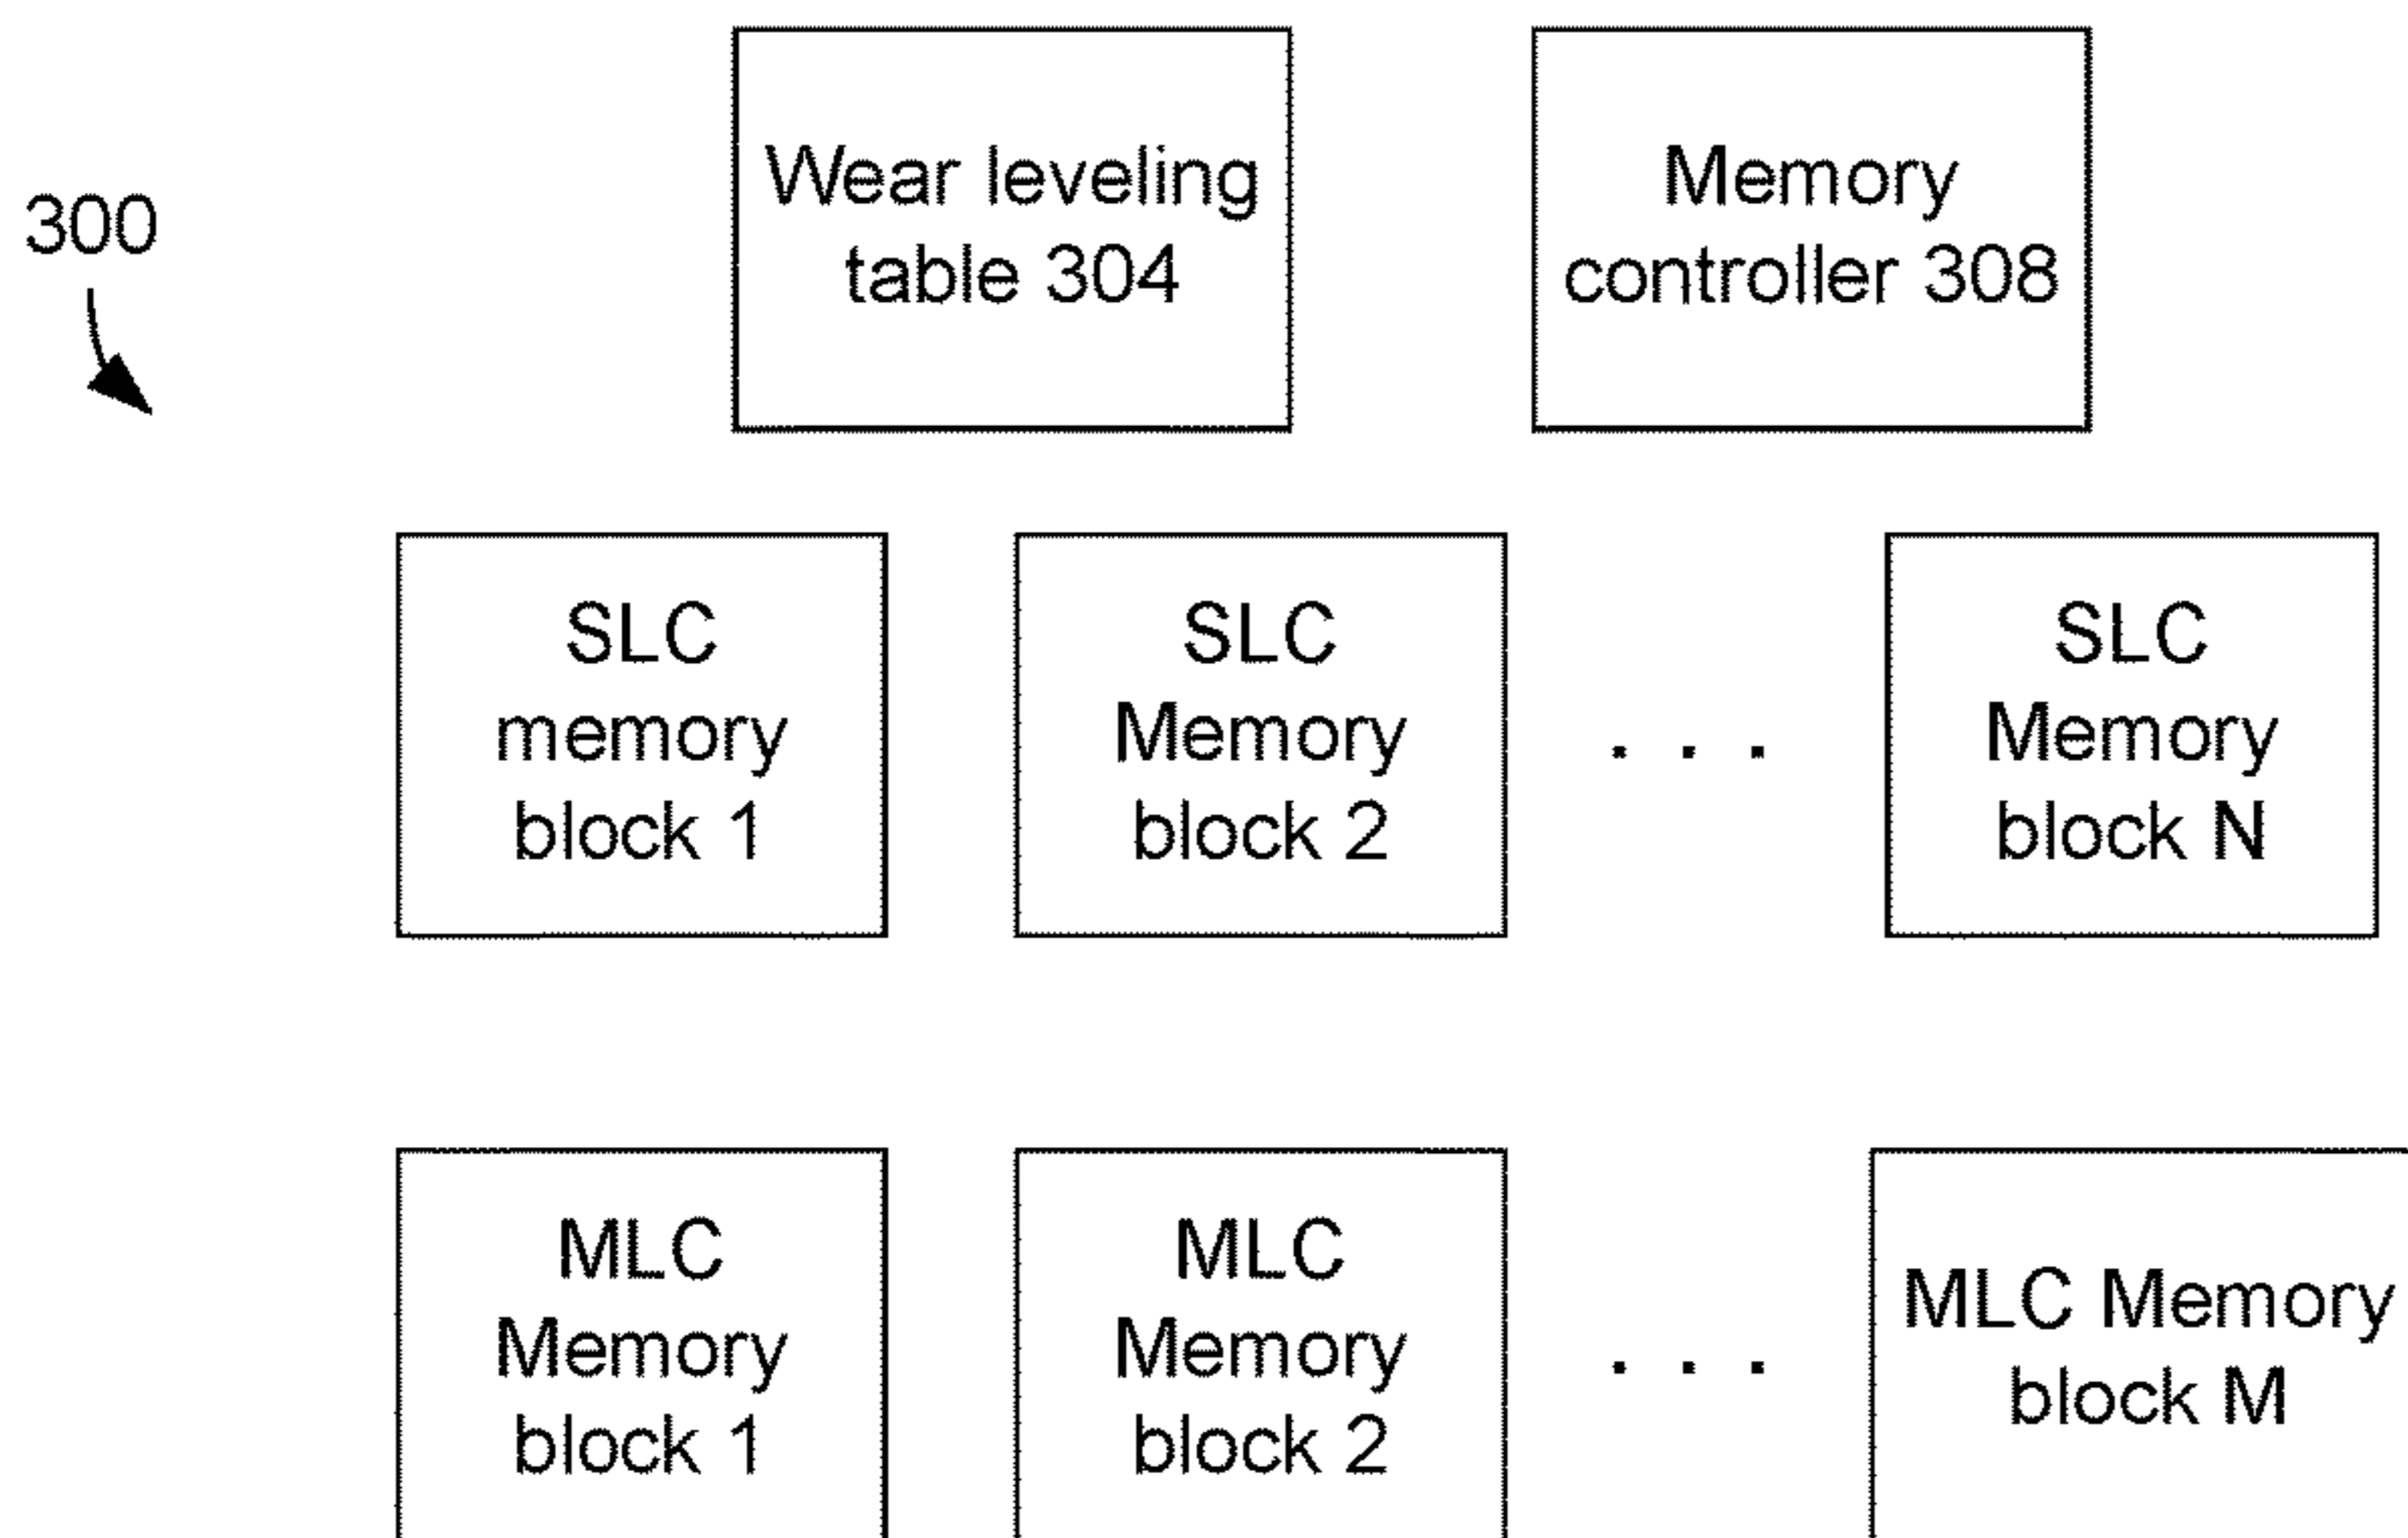 300
Wear leveling
table 304
Memory
controller 308
SLC
memory
block 1
SLC
Memory
block 2
. . .
SLC
Memory
block N
MLC
Memory
block 1
MLC
Memory
block 2
. . .
MLC Memory
block M